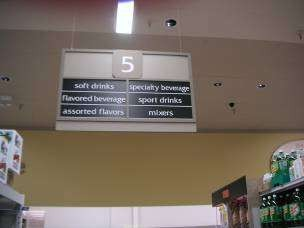 5
soft drinks
specialty beverage
flavored beverage
sport drinks
assorted flavors
mixers